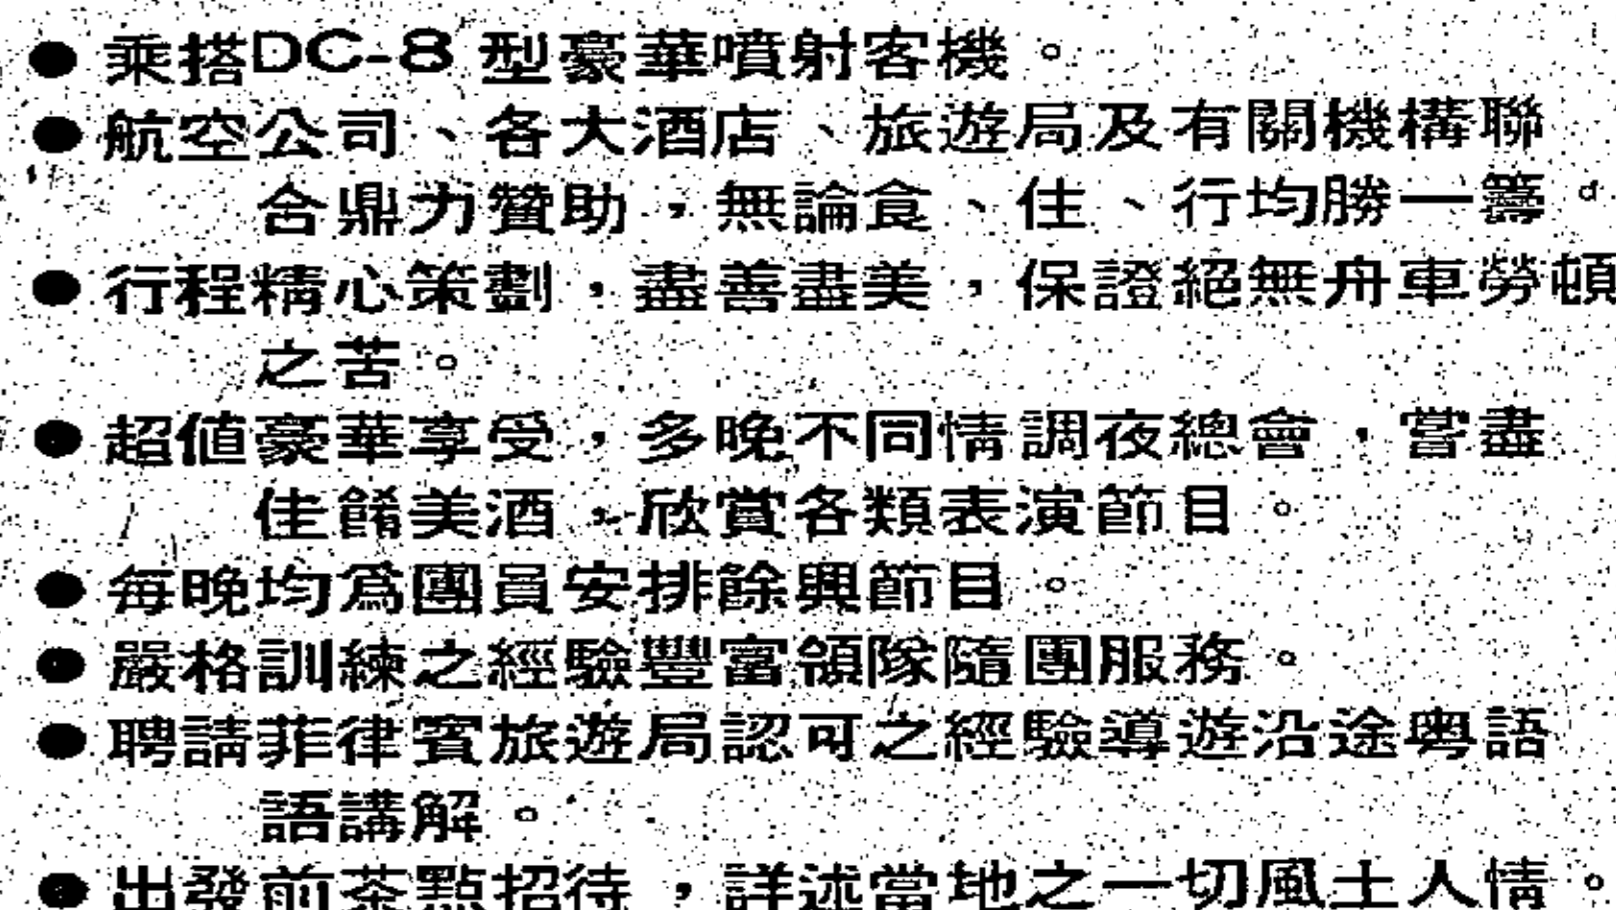 ●乘搭DC-8型豪華噴射客機。
●航空公司、各大酒店、旅遊局及有關機構聯
合鼎力贊助，無論食、住、行均勝一籌。
●行程精心策劃，盡善盡美，保證絕無舟車勞頓
之苦。
●超值豪華享受，多晚不同情調夜總會，嘗盡
佳餚美酒，欣賞各類表演節目。
●每晚均為團員安排餘興節目。
●嚴格訓練之經驗豐富領隊隨團服務。
●聘請菲律賓旅遊局認可之經驗導遊沿途粵語
語講解。
●出發前茶點招待，詳述當地之一切風土人情。